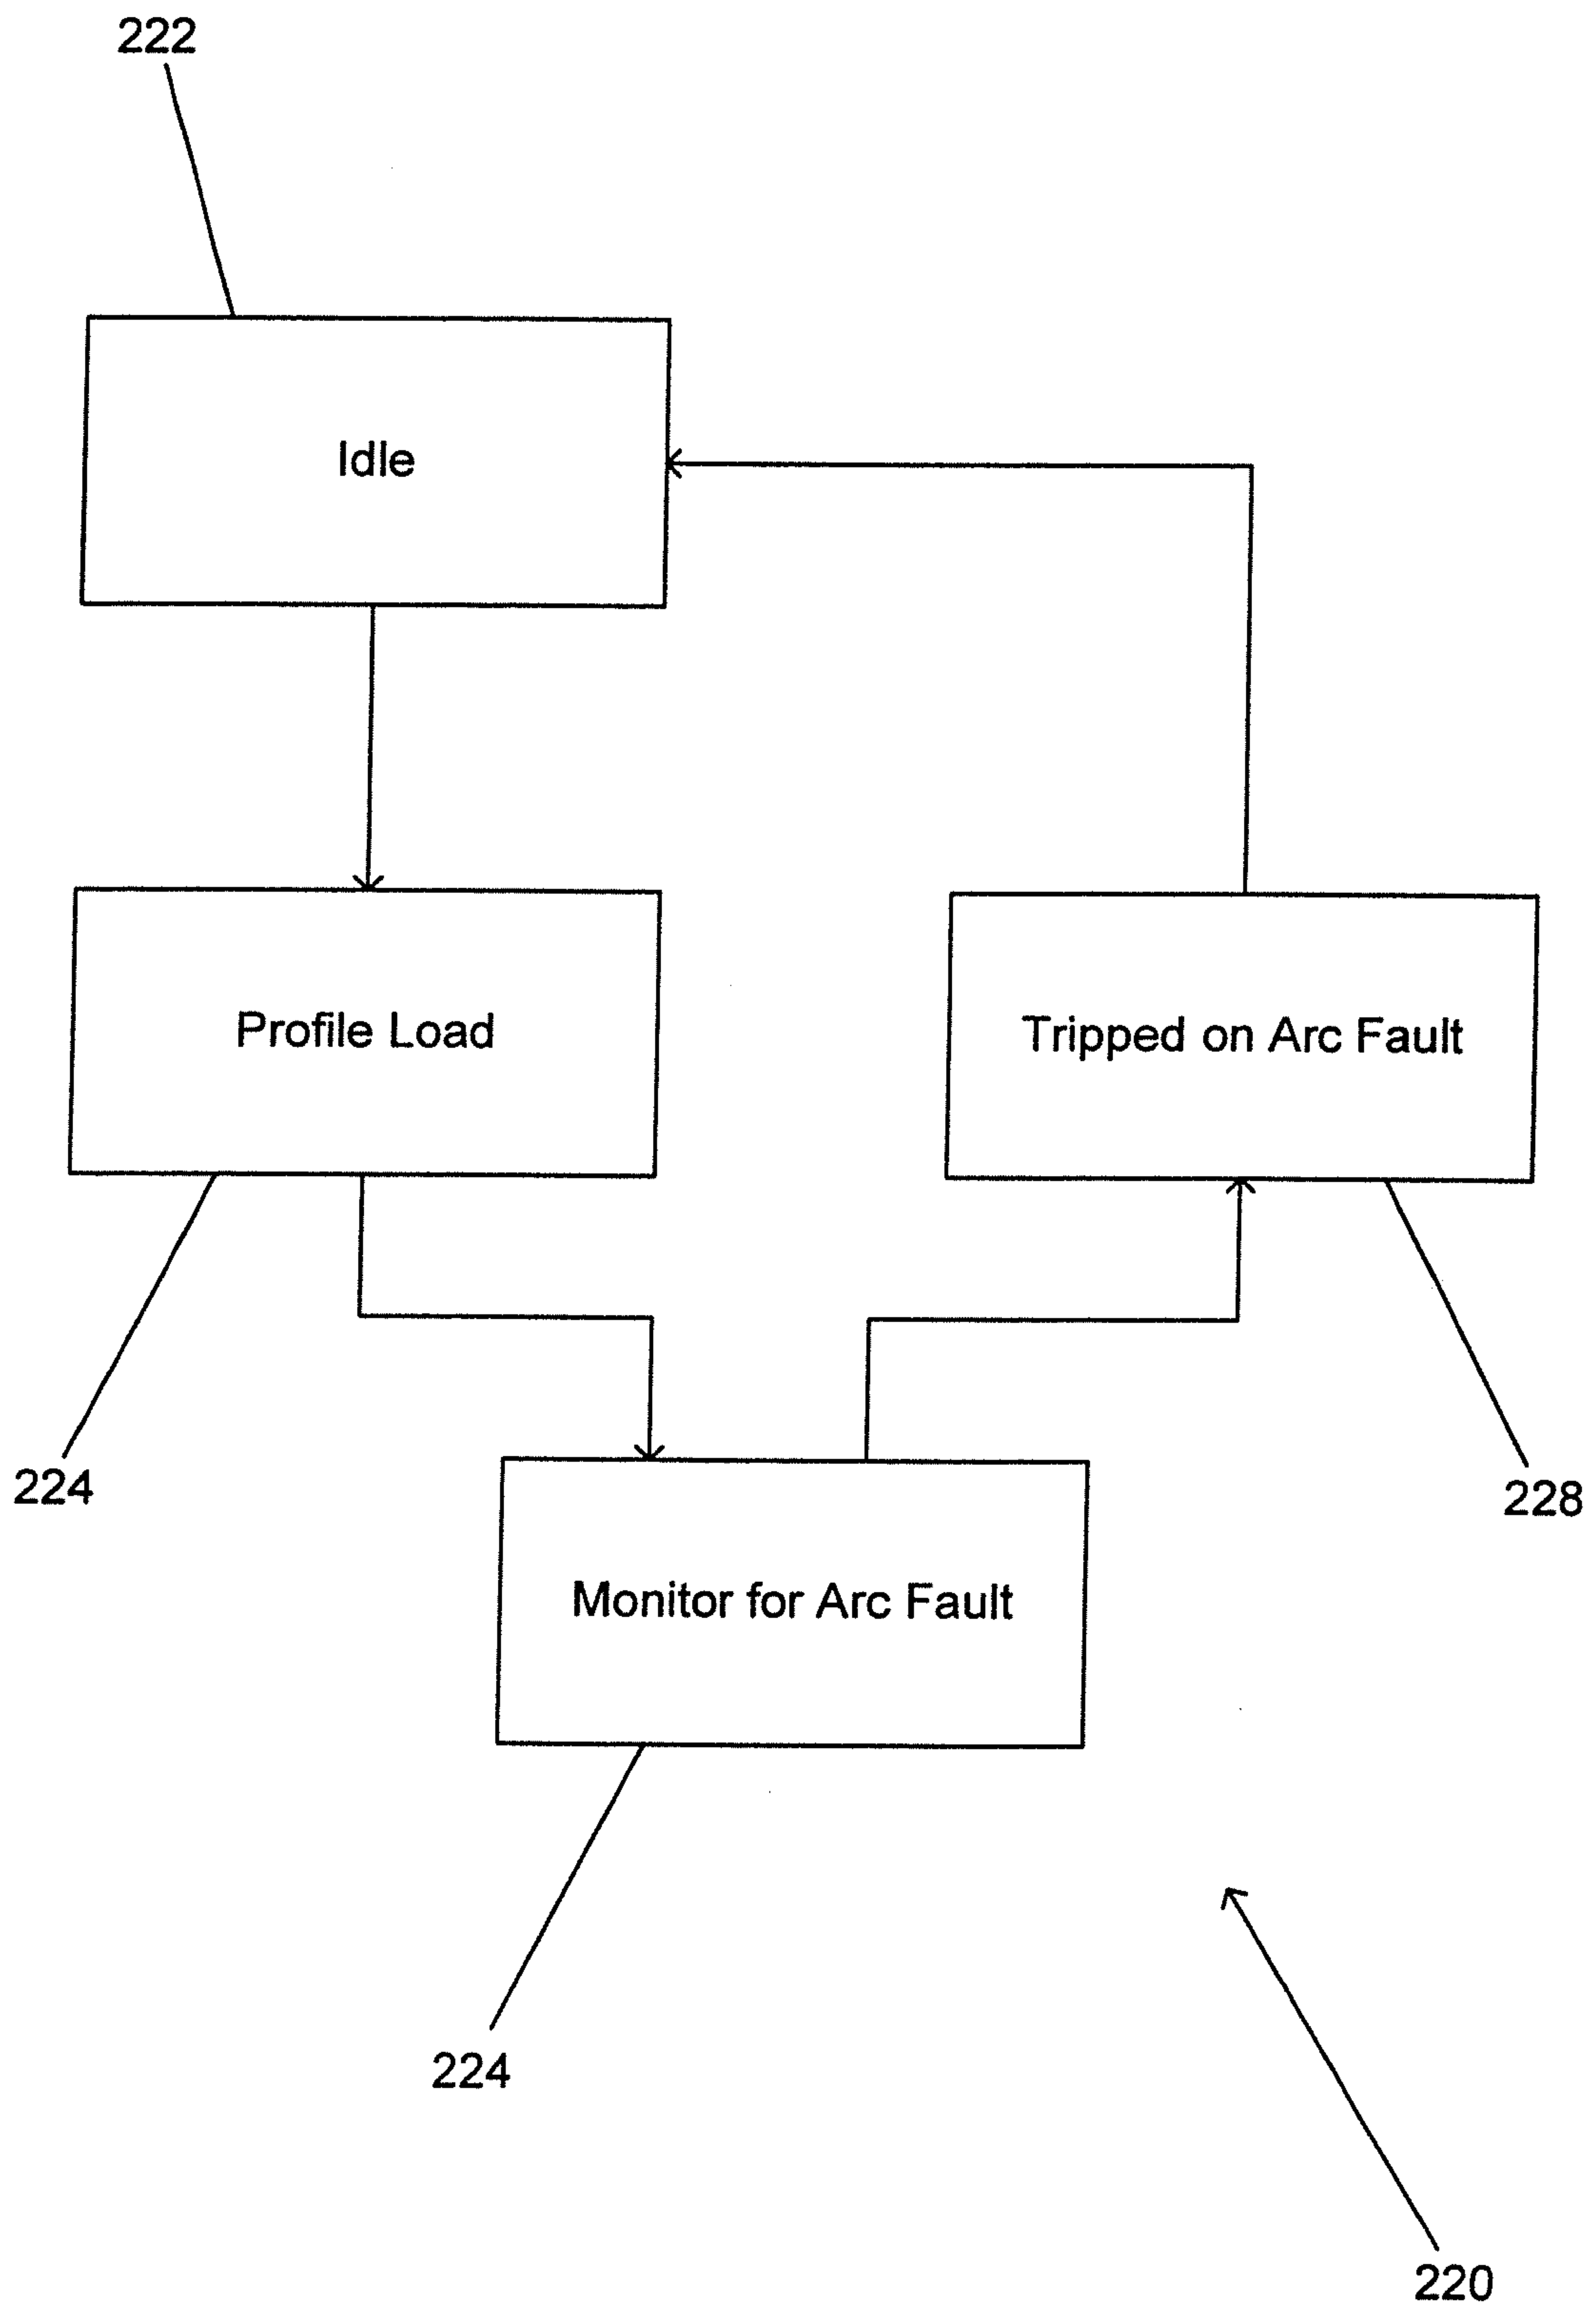 222
Idle
Profile Load
Tripped on Arc Fault
224
228
Monitor for Arc Fault
224
220